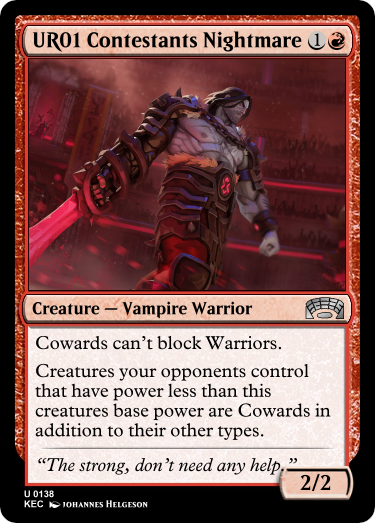 UR01 Contestants Nightmare 1
Creature — Vampire Warrior
Cowards can't block Warriors.
Creatures your opponents control
that have power less than this
creatures base power are Cowards in
addition to their other types.
"The strong, don't need any help."
2/2
U 0138
KEC Johannes Helgeson